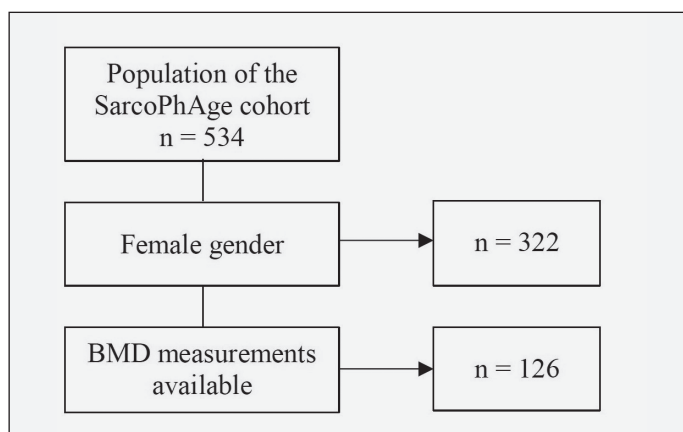 Population of the
SarcoPhAge cohort
n = 534
Female gender
n = 322
BMD measurements
available
n = 126